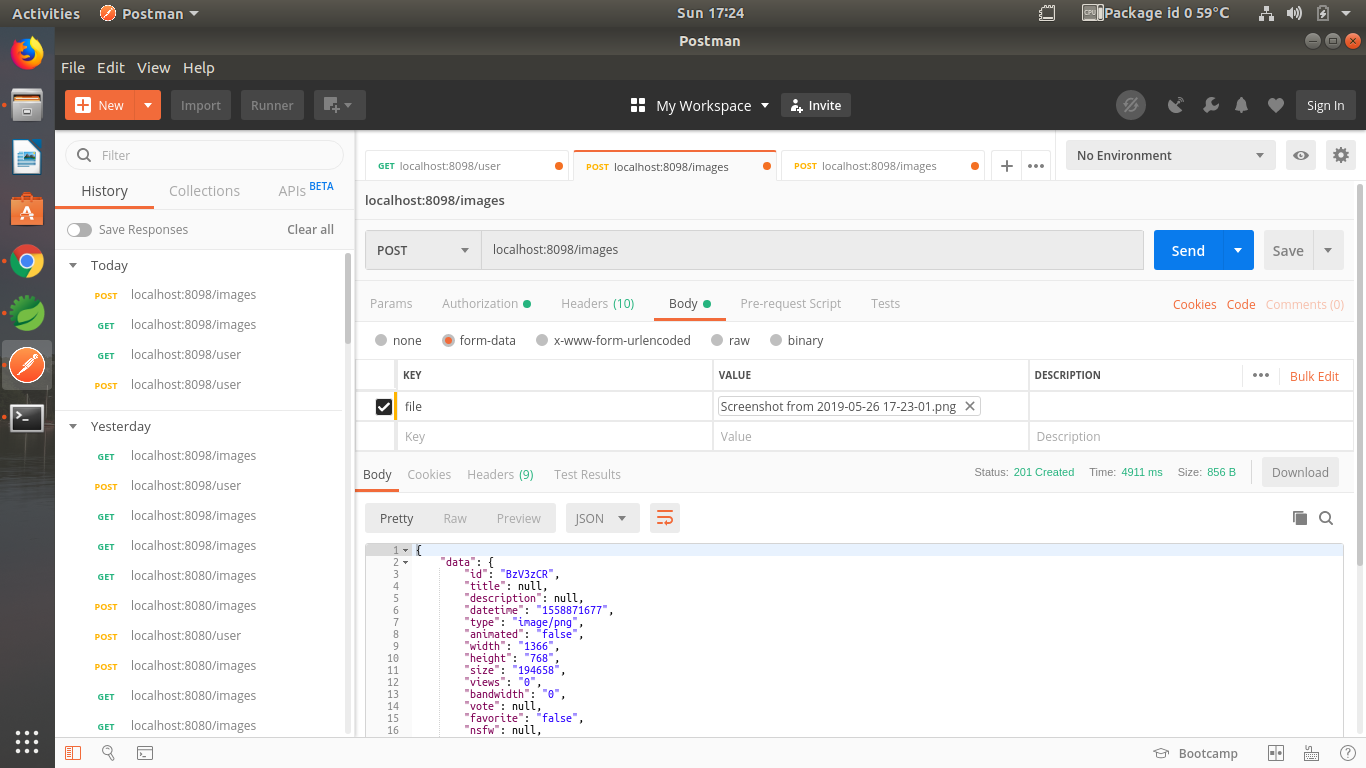 Activities Postman Sun 17:24 Package id 0 59°C
Postman
File Edit View Help
New Import Runner My Workspace Invite Sign In
Filter
History Collections APIs BETA
Save Responses Clear all
Today
POST localhost:8098/images
GET localhost:8098/images
GET localhost:8098/user
POST localhost:8098/user
Yesterday
GET localhost:8098/images
POST localhost:8098/user
GET localhost:8098/images
GET localhost:8098/images
GET localhost:8080/images
POST localhost:8080/images
POST localhost:8080/user
POST localhost:8080/images
GET localhost:8080/images
GET localhost:8080/images
GET localhost:8098/user POST localhost:8098/images POST localhost:8098/images No Environment
localhost:8098/images
POST localhost:8098/images Send Save
Params Authorization Headers (10) Body Pre-request Script Tests Cookies Code Comments (0)
none form-data x-www-form-urlencoded raw binary
KEY VALUE DESCRIPTION Bulk Edit
file Screenshot from 2019-05-26 17-23-01.png
Key Value Description
Body Cookies Headers (9) Test Results Status: 201 Created Time: 4911 ms Size: 856 B Download
Pretty Raw Preview JSON
1 {
2 "data": {
3 "id": "BzV3zCR",
4 "title": null,
5 "description": null,
6 "datetime": "1558871677",
7 "type": "image/png",
8 "animated": "false",
9 "width": "1366",
10 "height": "768",
11 "size": "194658",
12 "views": "0",
13 "bandwidth": "0",
14 "vote": null,
15 "favorite": "false",
16 "nsfw": null,
Bootcamp